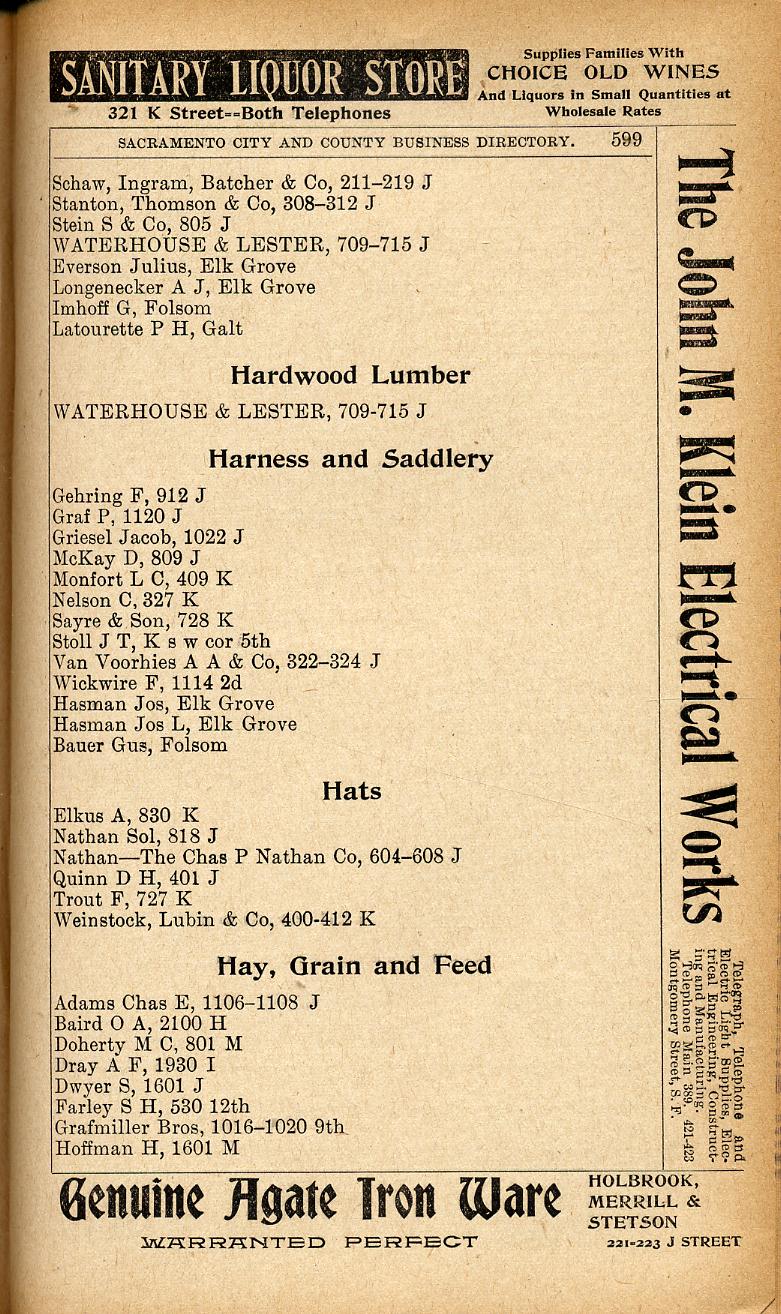 SANITARY LIQUOR STORE
321 K Street==Both Telephones
Supplies Families With
CHOICE OLD WINES
And Liquors in Small Quantities at
Wholesale Rates
SACRAMENTO CITY AND COUNTY BUSINESS DIRECTORY. 599
Schaw, Ingram, Batcher & Co, 211–219 J
Stanton, Thomson & Co, 308–312 J
Stein S & Co, 805 J
WATERHOUSE & LESTER, 709–715 J
Everson Julius, Elk Grove
Longenecker A J, Elk Grove
Imhoff G, Folsom
Latourette P H, Galt
Hardwood Lumber
WATERHOUSE & LESTER, 709-715 J
Harness and Saddlery
Gehring F, 912 J
Graf P, 1120 J
Griesel Jacob, 1022 J
McKay D, 809 J
Monfort L C, 409 K
Nelson C, 327 K
Sayre & Son, 728 K
Stoll J T, K s w cor 5th
Van Voorhies A A & Co, 322–324 J
Wickwire F, 1114 2d
Hasman Jos, Elk Grove
Hasman Jos L, Elk Grove
Bauer Gus, Folsom
Hats
Elkus A, 830 K
Nathan Sol, 818 J
Nathan—The Chas P Nathan Co, 604–608 J
Quinn D H, 401 J
Trout F, 727 K
Weinstock, Lubin & Co, 400-412 K
Hay, Grain and Feed
Adams Chas E, 1106–1108 J
Baird O A, 2100 H
Doherty M C, 801 M
Dray A F, 1930 I
Dwyer S, 1601 J
Farley S H, 530 12th
Grafmiller Bros, 1016–1020 9th
Hoffman H, 1601 M
The John M. Klein Electrical Works
Telegraph, Telephone and
Electric Light Supplies, Elec-
trical Engineering, Construct-
ing and Manufacturing.
Telephone Main 389. 421-423
Montgomery Street, S. F.
Genuine Agate Iron Ware
WARRANTED PERFECT
HOLBROOK,
MERRILL &
STETSON
221=223 J STREET